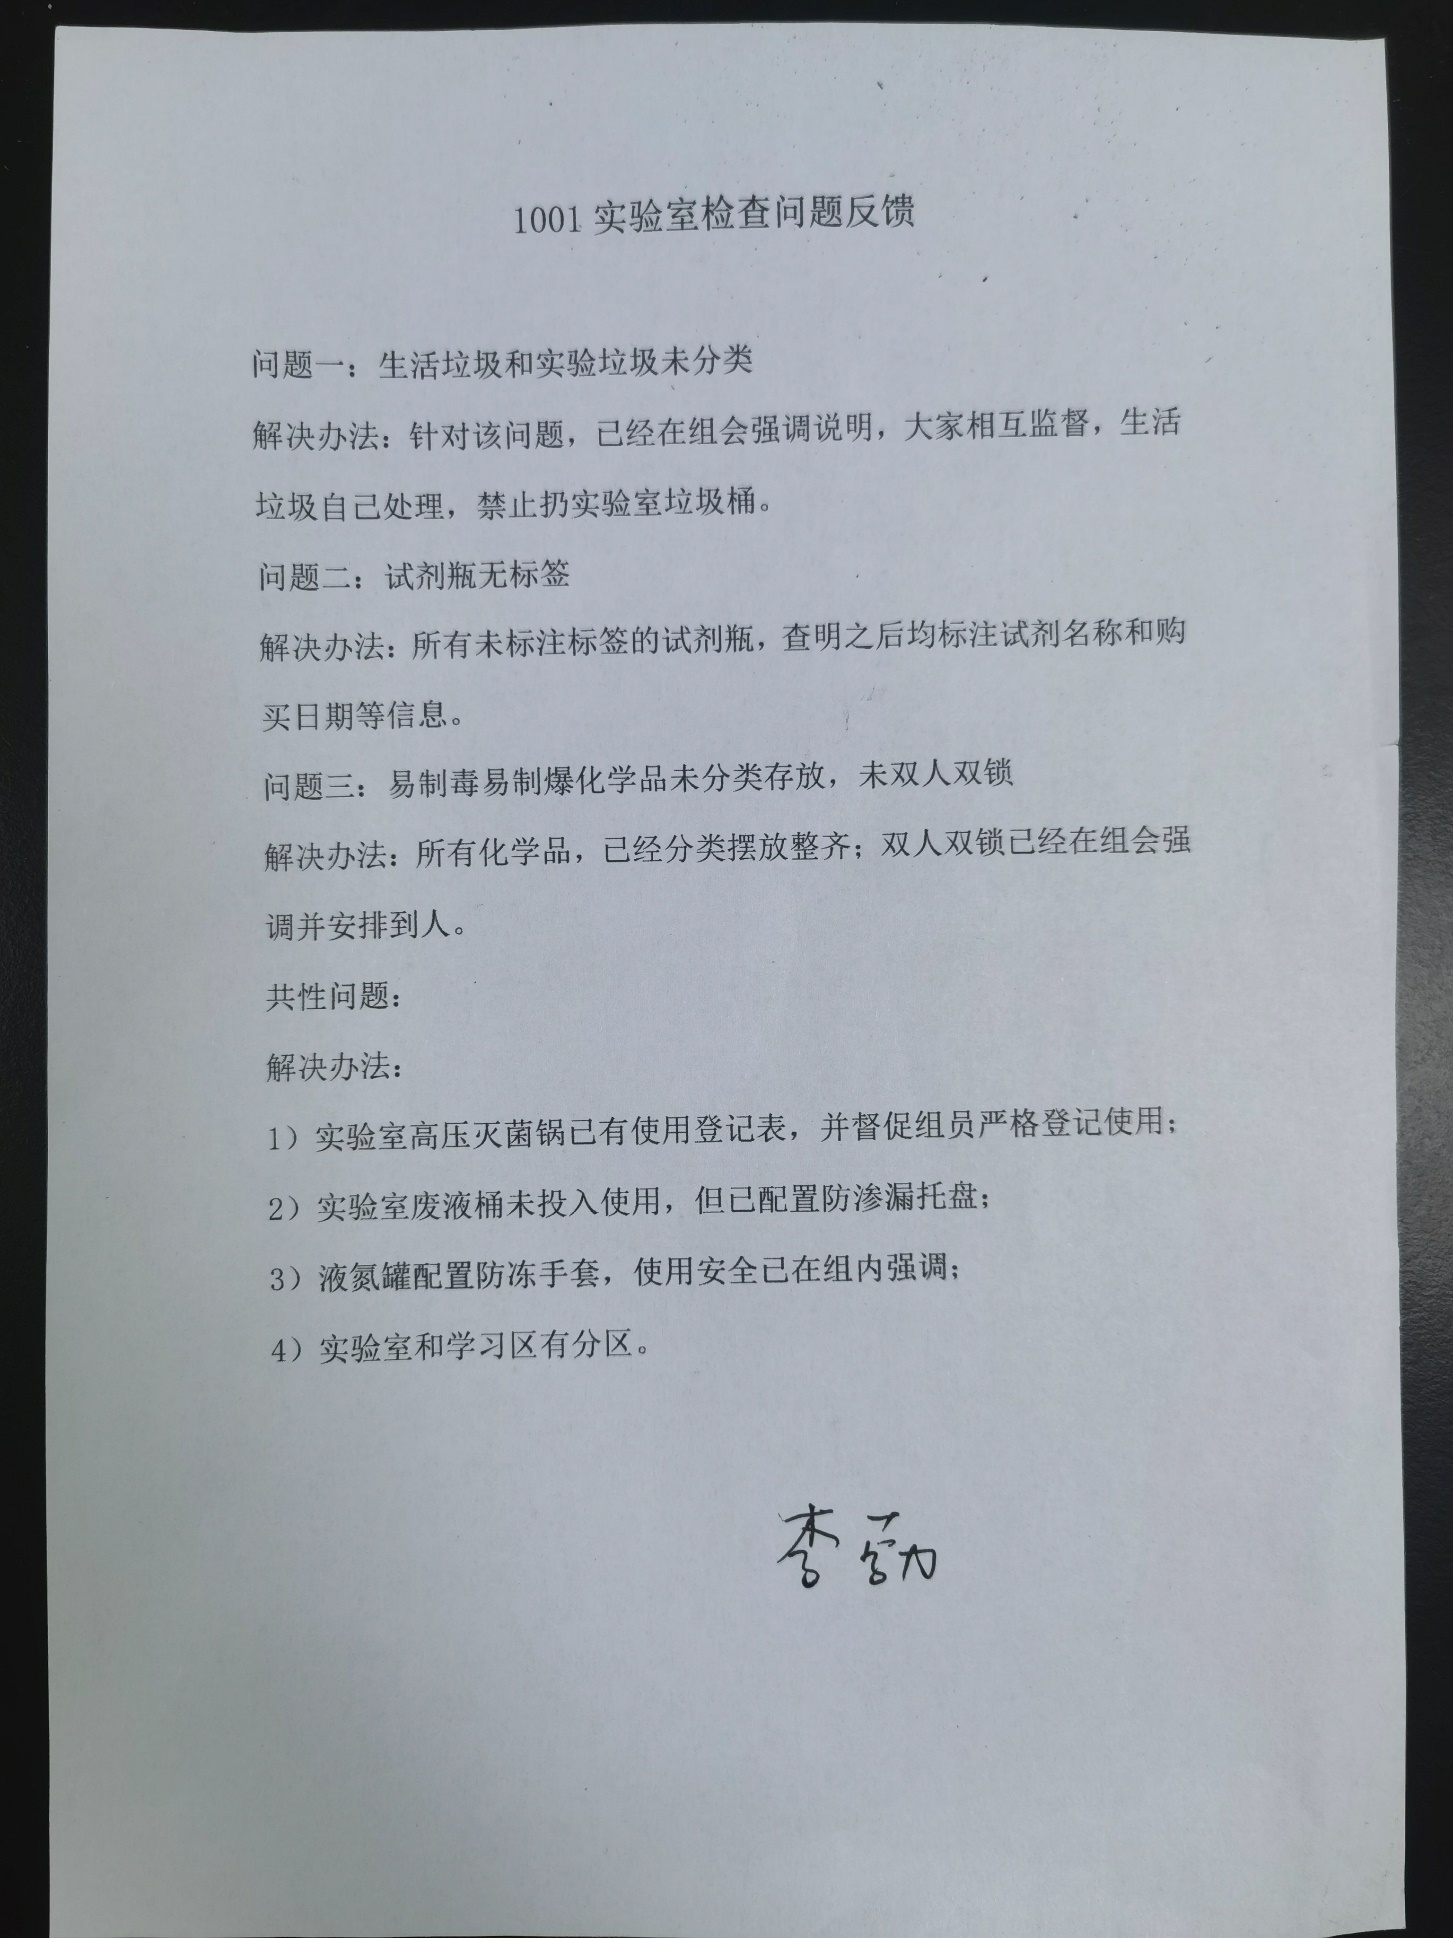 1001 实验室检查问题反馈
问题一：生活垃圾和实验垃圾未分类
解决办法：针对该问题，已经在组会强调说明，大家相互监督，生活
垃圾自己处理，禁止扔实验室垃圾桶。
问题二：试剂瓶无标签
解决办法：所有未标注标签的试剂瓶，查明之后均标注试剂名称和购
买日期等信息。
问题三：易制毒易制爆化学品未分类存放，未双人双锁
解决办法：所有化学品，已经分类摆放整齐；双人双锁已经在组会强
调并安排到人。
共性问题：
解决办法：
1）实验室高压灭菌锅已有使用登记表，并督促组员严格登记使用；
2）实验室废液桶未投入使用，但已配置防渗漏托盘；
3）液氮罐配置防冻手套，使用安全已在组内强调；
4）实验室和学习区有分区。
李